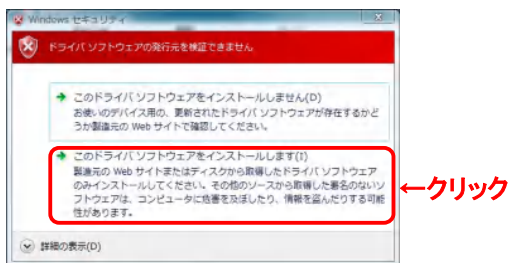 Windows セキュリティ
ドライバ ソフトウェアの発行元を検証できません
このドライバ ソフトウェアをインストールしません(D)
お使いのデバイス用の、更新されたドライバ ソフトウェアが存在するかど
うか製造元の Web サイトで確認してください。
このドライバ ソフトウェアをインストールします(I)
製造元の Web サイトまたはディスクから取得したドライバ ソフトウェア
のみインストールしてください。その他のソースから取得した署名のないソ
フトウェアは、コンピュータに危害を及ぼしたり、情報を盗んだりする可能
性があります。
←クリック
詳細の表示(D)